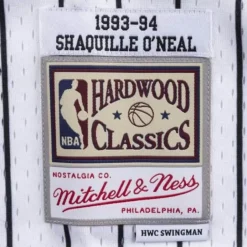 1993-94
SHAQUILLE O'NEAL
HARDWOOD
NBA
CLASSICS
NOSTALGIA CO.
Mitchell & Ness
PHILADELPHIA, PA.
HWC SWINGMAN